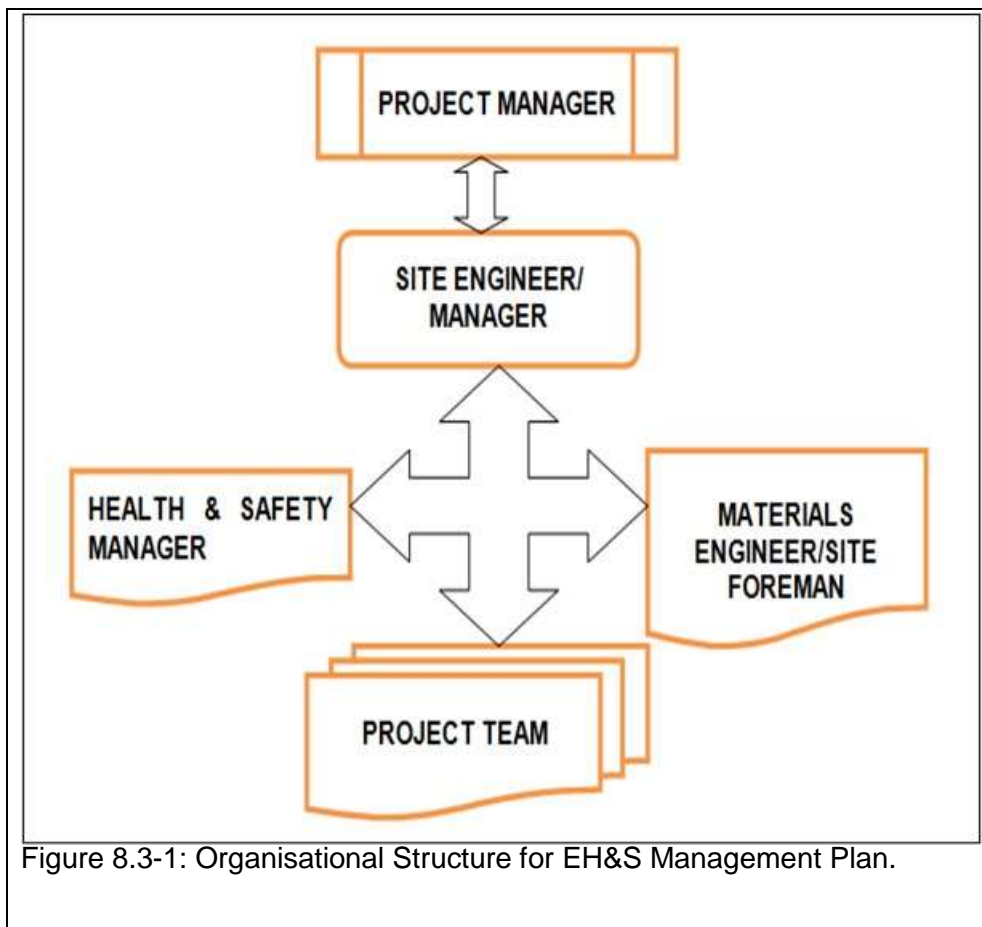 PROJECT MANAGER
SITE ENGINEER/
MANAGER
HEALTH & SAFETY
MANAGER
MATERIALS
ENGINEER/SITE
FOREMAN
PROJECT TEAM
Figure 8.3-1: Organisational Structure for EH&S Management Plan.